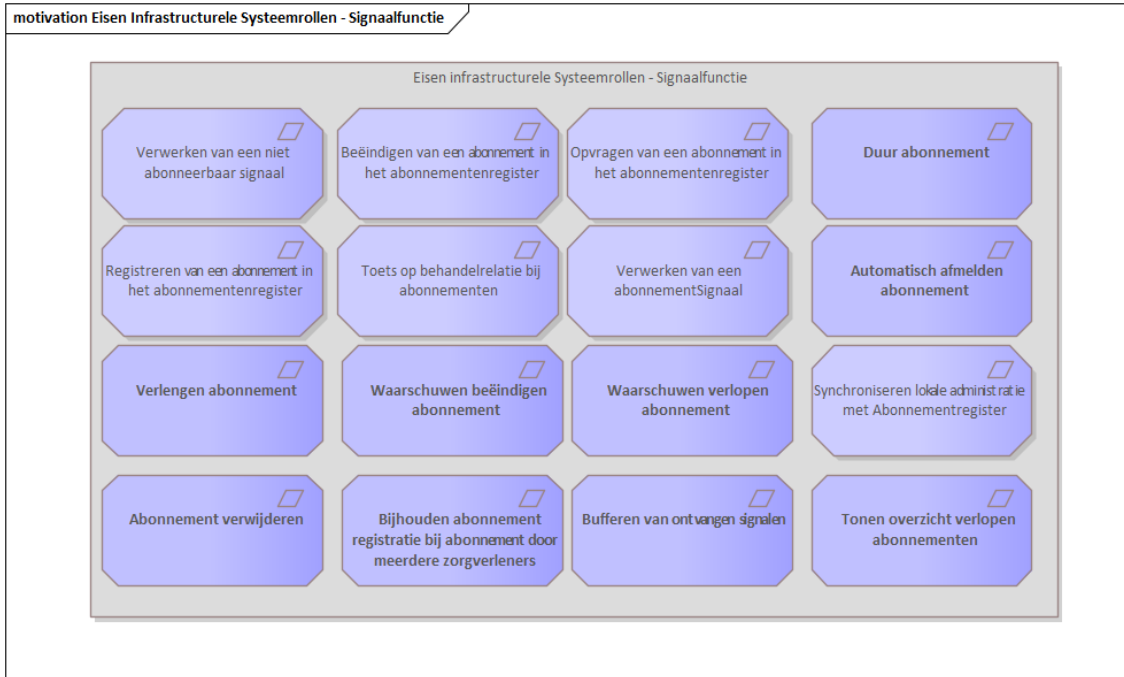 motivation Eisen Infrastructurele Systeemrollen - Signaalfunctie
Eisen infrastructurele Systeemrollen - Signaalfunctie
Verwerken van een niet
abonneerbaar signaal
Beëindigen van een abonnement in
het abonnementenregister
Opvragen van een abonnement in
het abonnementenregister
Duur abonnement
Registreren van een abonnement in
het abonnementenregister
Toets op behandelrelatie bij
abonnementen
Verwerken van een
abonnementSignaal
Automatisch afmelden
abonnement
Verlengen abonnement
Waarschuwen beëindigen
abonnement
Waarschuwen verlopen
abonnement
Synchroniseren lokale administratie
met Abonnementregister
Abonnement verwijderen
Bijhouden abonnement
registratie bij abonnement door
meerdere zorgverleners
Bufferen van ontvangen signalen
Tonen overzicht verlopen
abonnementen